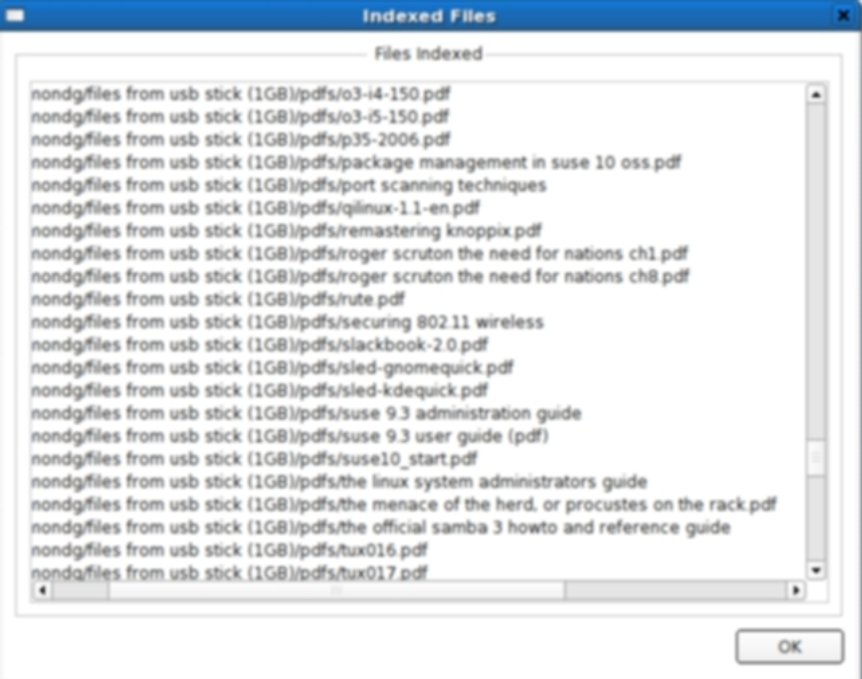 Indexed Files
Files Indexed
nondg/files from usb stick (1GB)/pdfs/o3-i4-150.pdf
nondg/files from usb stick (1GB)/pdfs/o3-i5-150.pdf
nondg/files from usb stick (1GB)/pdfs/p35-2006.pdf
nondg/files from usb stick (1GB)/pdfs/package management in suse 10 oss.pdf
nondg/files from usb stick (1GB)/pdfs/port scanning techniques
nondg/files from usb stick (1GB)/pdfs/qilinux-1.1-en.pdf
nondg/files from usb stick (1GB)/pdfs/remastering knoppix.pdf
nondg/files from usb stick (1GB)/pdfs/roger scruton the need for nations ch1.pdf
nondg/files from usb stick (1GB)/pdfs/roger scruton the need for nations ch8.pdf
nondg/files from usb stick (1GB)/pdfs/rute.pdf
nondg/files from usb stick (1GB)/pdfs/securing 802.11 wireless
nondg/files from usb stick (1GB)/pdfs/slackbook-2.0.pdf
nondg/files from usb stick (1GB)/pdfs/sled-gnomequick.pdf
nondg/files from usb stick (1GB)/pdfs/sled-kdequick.pdf
nondg/files from usb stick (1GB)/pdfs/suse 9.3 administration guide
nondg/files from usb stick (1GB)/pdfs/suse 9.3 user guide (pdf)
nondg/files from usb stick (1GB)/pdfs/suse10_start.pdf
nondg/files from usb stick (1GB)/pdfs/the linux system administrators guide
nondg/files from usb stick (1GB)/pdfs/the menace of the herd, or procustes on the rack.pdf
nondg/files from usb stick (1GB)/pdfs/the official samba 3 howto and reference guide
nondg/files from usb stick (1GB)/pdfs/tux016.pdf
nondg/files from usb stick (1GB)/pdfs/tux017.pdf
OK